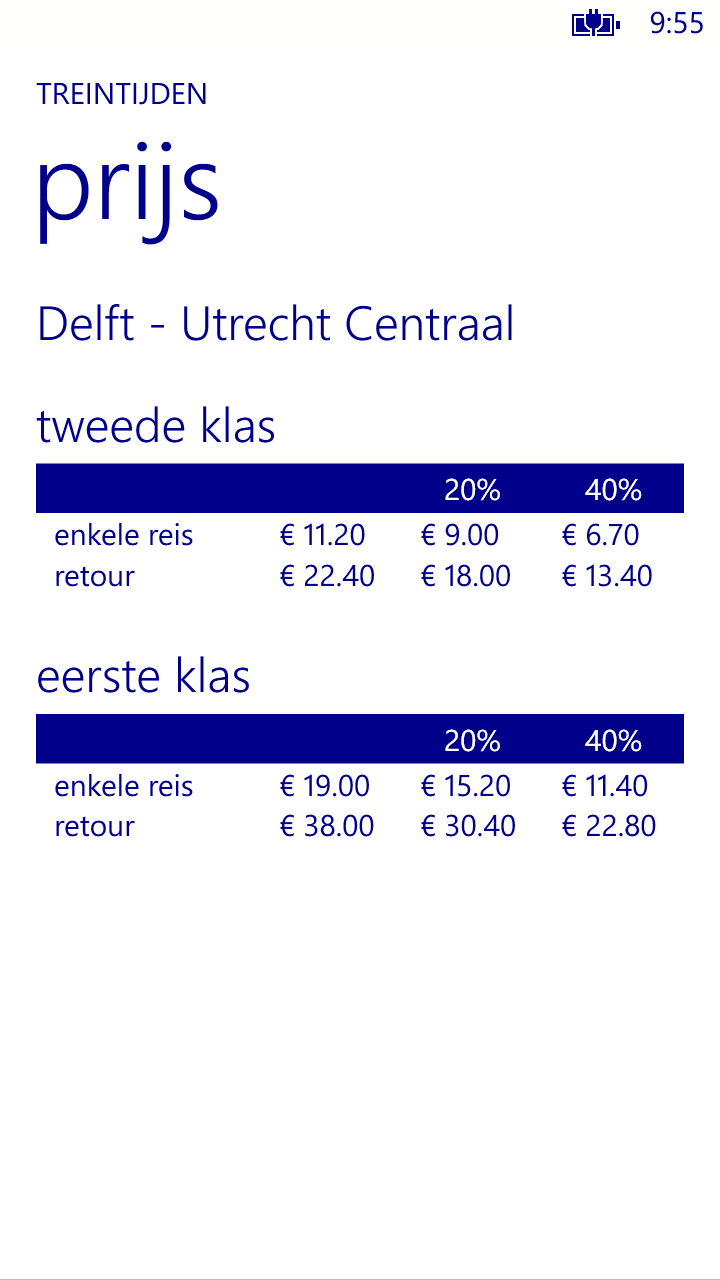 9:55
TREINTIJDEN
prijs
Delft - Utrecht Centraal
tweede klas
20% 40%
enkele reis € 11.20 € 9.00 € 6.70
retour € 22.40 € 18.00 € 13.40
eerste klas
20% 40%
enkele reis € 19.00 € 15.20 € 11.40
retour € 38.00 € 30.40 € 22.80